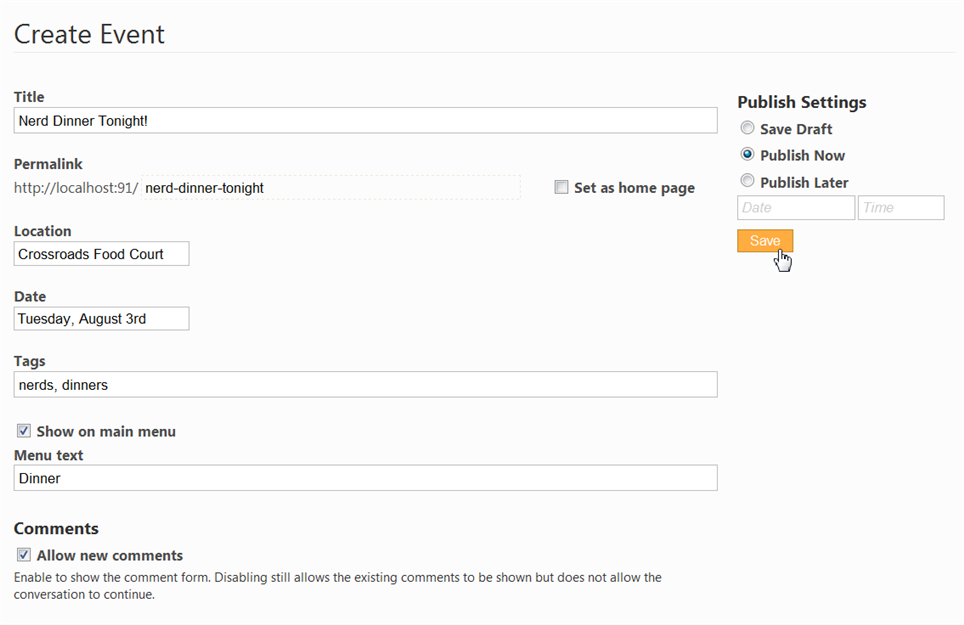 Create Event
Title
Nerd Dinner Tonight!
Permalink
http://localhost:91/ nerd-dinner-tonight
Set as home page
Location
Crossroads Food Court
Date
Tuesday, August 3rd
Tags
nerds, dinners
Show on main menu
Menu text
Dinner
Comments
Allow new comments
Enable to show the comment form. Disabling still allows the existing comments to be shown but does not allow the
conversation to continue.
Publish Settings
Save Draft
Publish Now
Publish Later
Date Time
Save